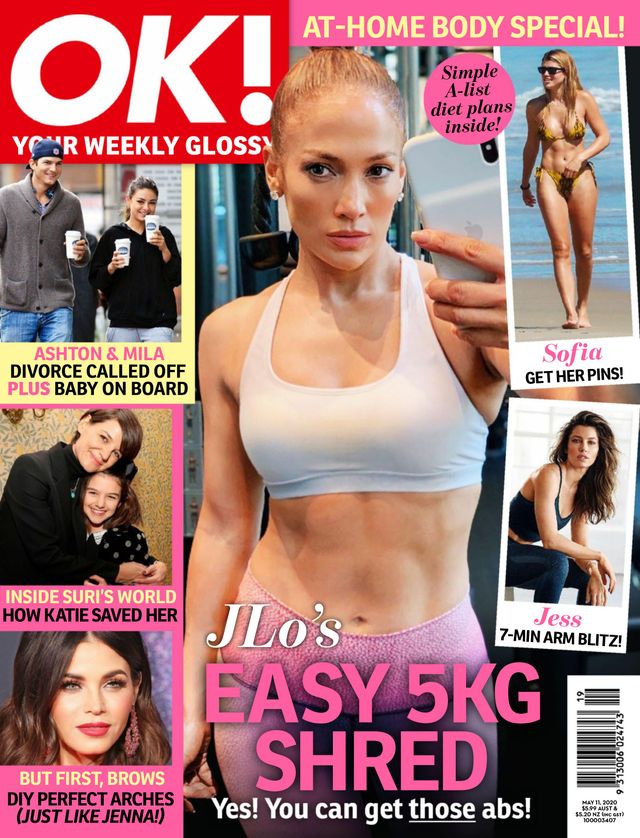 OK!
YOUR WEEKLY GLOSSY
AT-HOME BODY SPECIAL!
Simple
A-list
diet plans
inside!
ASHTON & MILA
DIVORCE CALLED OFF
PLUS BABY ON BOARD
Sofia
GET HER PINS!
INSIDE SURI'S WORLD
HOW KATIE SAVED HER
Jess
7-MIN ARM BLITZ!
BUT FIRST, BROWS
DIY PERFECT ARCHES
(JUST LIKE JENNA!)
JLo's
EASY 5KG
SHRED
Yes! You can get those abs!
19
9 313006 024743
MAY 11, 2020
$5.99 AUST &
$5.20 NZ (INC GST)
100003407